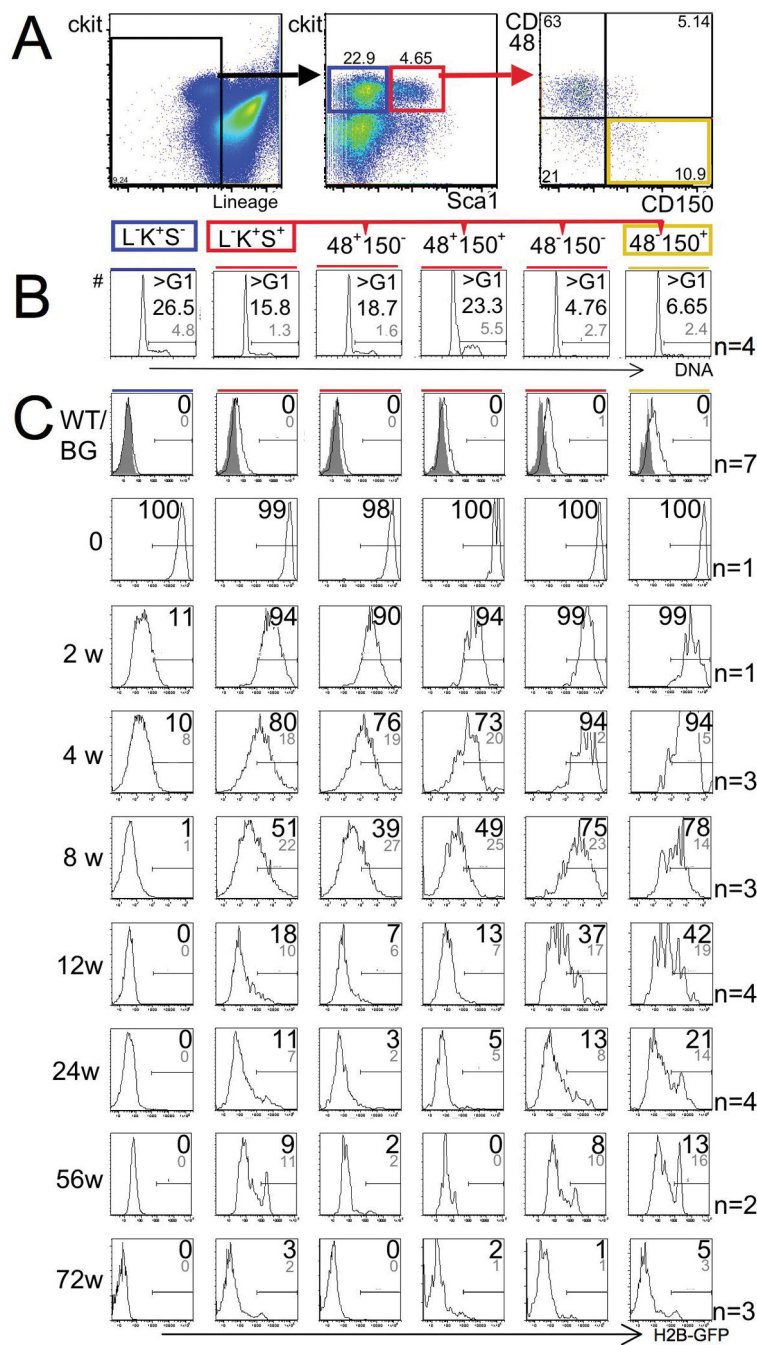 A
ckit
ckit
CD
48
22.9 4.65
63 5.14
9.24
21 10.9
Lineage
Sca1
CD150
L-K+S- L-K+S+ 48+150- 48+150+ 48-150- 48-150+
B
# >G1 >G1 >G1 >G1 >G1 >G1
26.5 15.8 18.7 23.3 4.76 6.65
4.8 1.3 1.6 5.5 2.7 2.4
n=4
DNA
C
WT/
BG
0 0 0 0 0 0
0 0 0 0 1 1
n=7
0
100 99 98 100 100 100
n=1
2 w
11 94 90 94 99 99
n=1
4 w
10 80 76 73 94 94
8 18 19 20 2 5
n=3
8 w
1 51 39 49 75 78
1 22 27 25 23 14
n=3
12w
0 18 7 13 37 42
0 10 6 7 17 19
n=4
24w
0 11 3 5 13 21
0 7 2 5 8 14
n=4
56w
0 9 2 0 8 13
0 11 2 0 10 16
n=2
72w
0 3 0 2 1 5
0 2 0 1 1 3
n=3
H2B-GFP